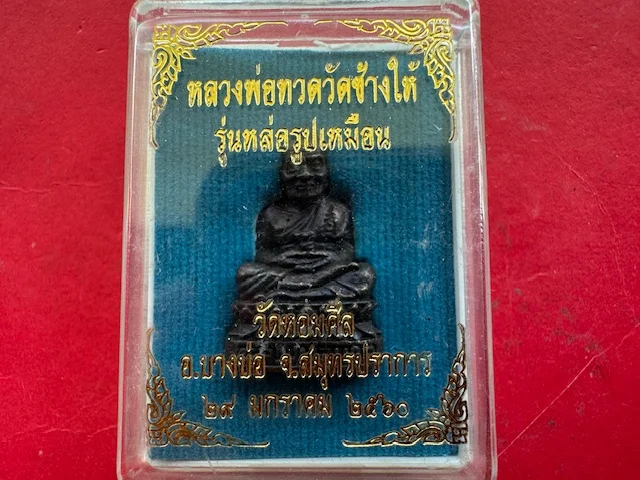 หลวงพ่อทวดวัดช้างให้
รุ่นหล่อรูปเหมือน
วัดหอมศีล
อ.บางบ่อ จ.สมุทรปราการ
๒๙ มกราคม ๒๕๖๐